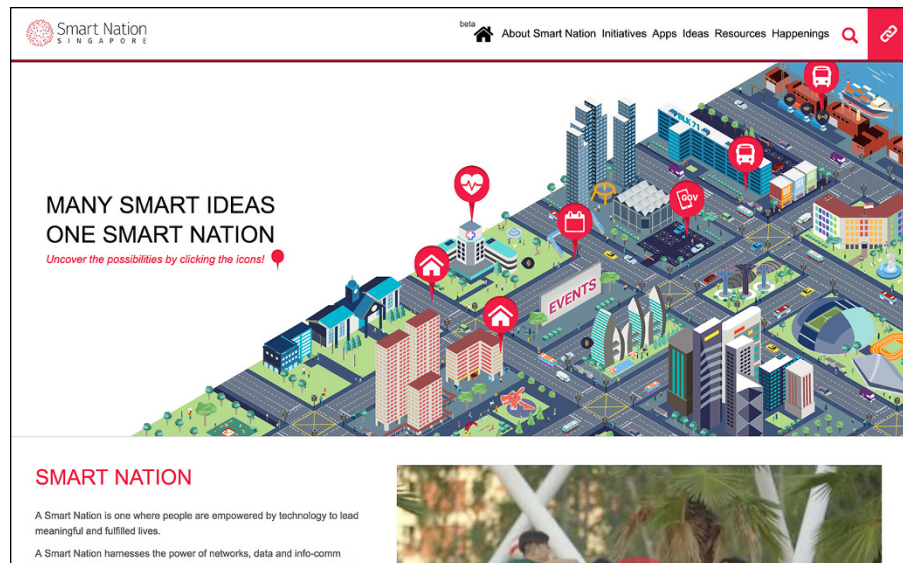 Smart Nation
SINGAPORE
beta
About Smart Nation Initiatives Apps Ideas Resources Happenings
BLK 71
GOV
EVENTS
MANY SMART IDEAS
ONE SMART NATION
Uncover the possibilities by clicking the icons!
SMART NATION
A Smart Nation is one where people are empowered by technology to lead
meaningful and fulfilled lives.
A Smart Nation harnesses the power of networks, data and info-comm